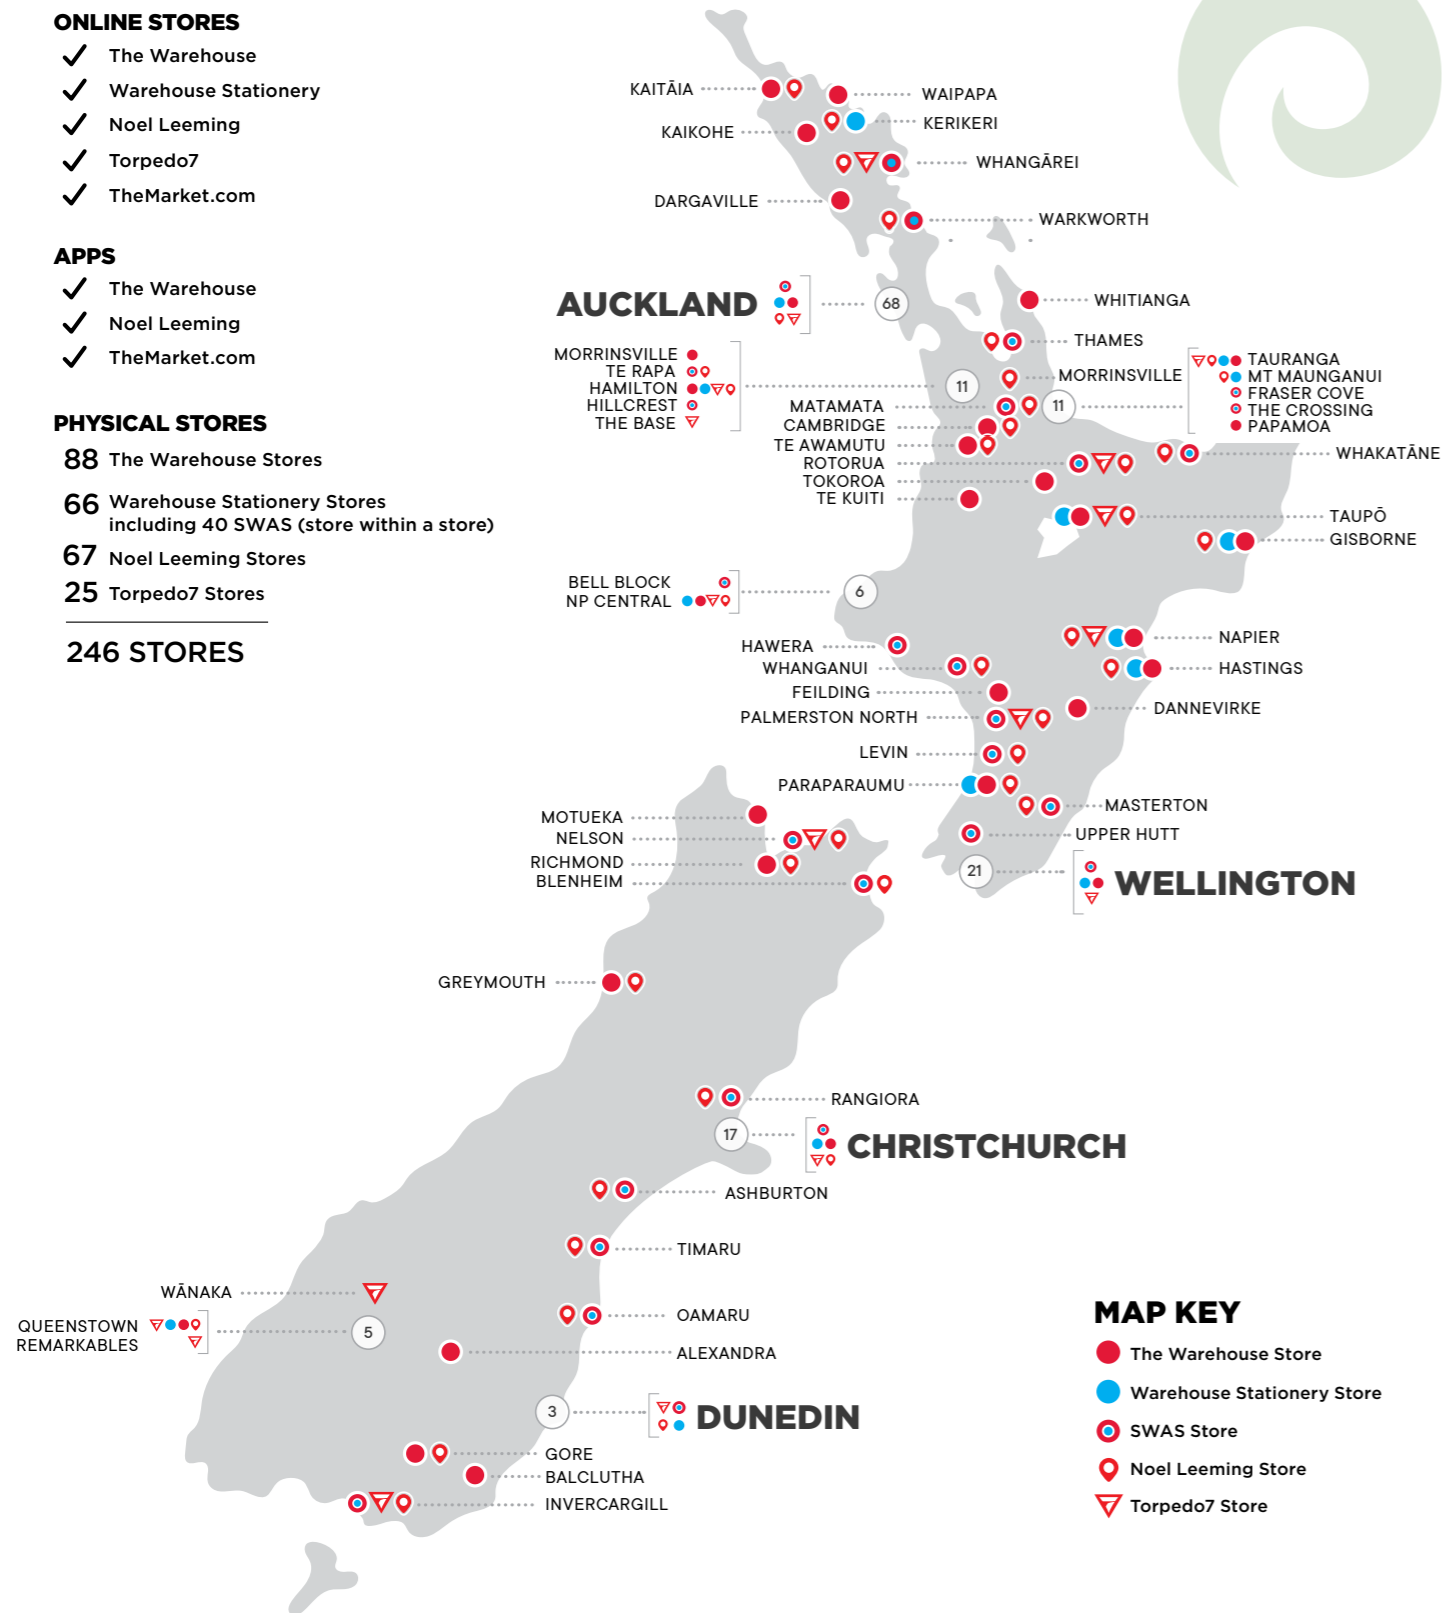 ONLINE STORES
The Warehouse
Warehouse Stationery
Noel Leeming
Torpedo7
TheMarket.com
APPS
The Warehouse
Noel Leeming
TheMarket.com
PHYSICAL STORES
88 The Warehouse Stores
66 Warehouse Stationery Stores
including 40 SWAS (store within a store)
67 Noel Leeming Stores
25 Torpedo7 Stores
246 STORES
KAITĀIA
WAIPAPA
KERIKERI
KAIKOHE
WHANGĀREI
DARGAVILLE
WARKWORTH
AUCKLAND
68
WHITIANGA
THAMES
MORRINSVILLE
TE RAPA
HAMILTON
HILLCREST
THE BASE
11
MORRINSVILLE
TAURANGA
MT MAUNGANUI
FRASER COVE
THE CROSSING
PAPAMOA
11
MATAMATA
CAMBRIDGE
TE AWAMUTU
ROTORUA
TOKOROA
TE KUITI
WHAKATĀNE
TAUPŌ
GISBORNE
BELL BLOCK
NP CENTRAL
6
HAWERA
WHANGANUI
FEILDING
PALMERSTON NORTH
LEVIN
PARAPARAUMU
NAPIER
HASTINGS
DANNEVIRKE
MASTERTON
UPPER HUTT
21
WELLINGTON
MOTUEKA
NELSON
RICHMOND
BLENHEIM
GREYMOUTH
RANGIORA
17
CHRISTCHURCH
ASHBURTON
TIMARU
WĀNAKA
QUEENSTOWN
REMARKABLES
5
OAMARU
ALEXANDRA
3
DUNEDIN
GORE
BALCLUTHA
INVERCARGILL
MAP KEY
The Warehouse Store
Warehouse Stationery Store
SWAS Store
Noel Leeming Store
Torpedo7 Store